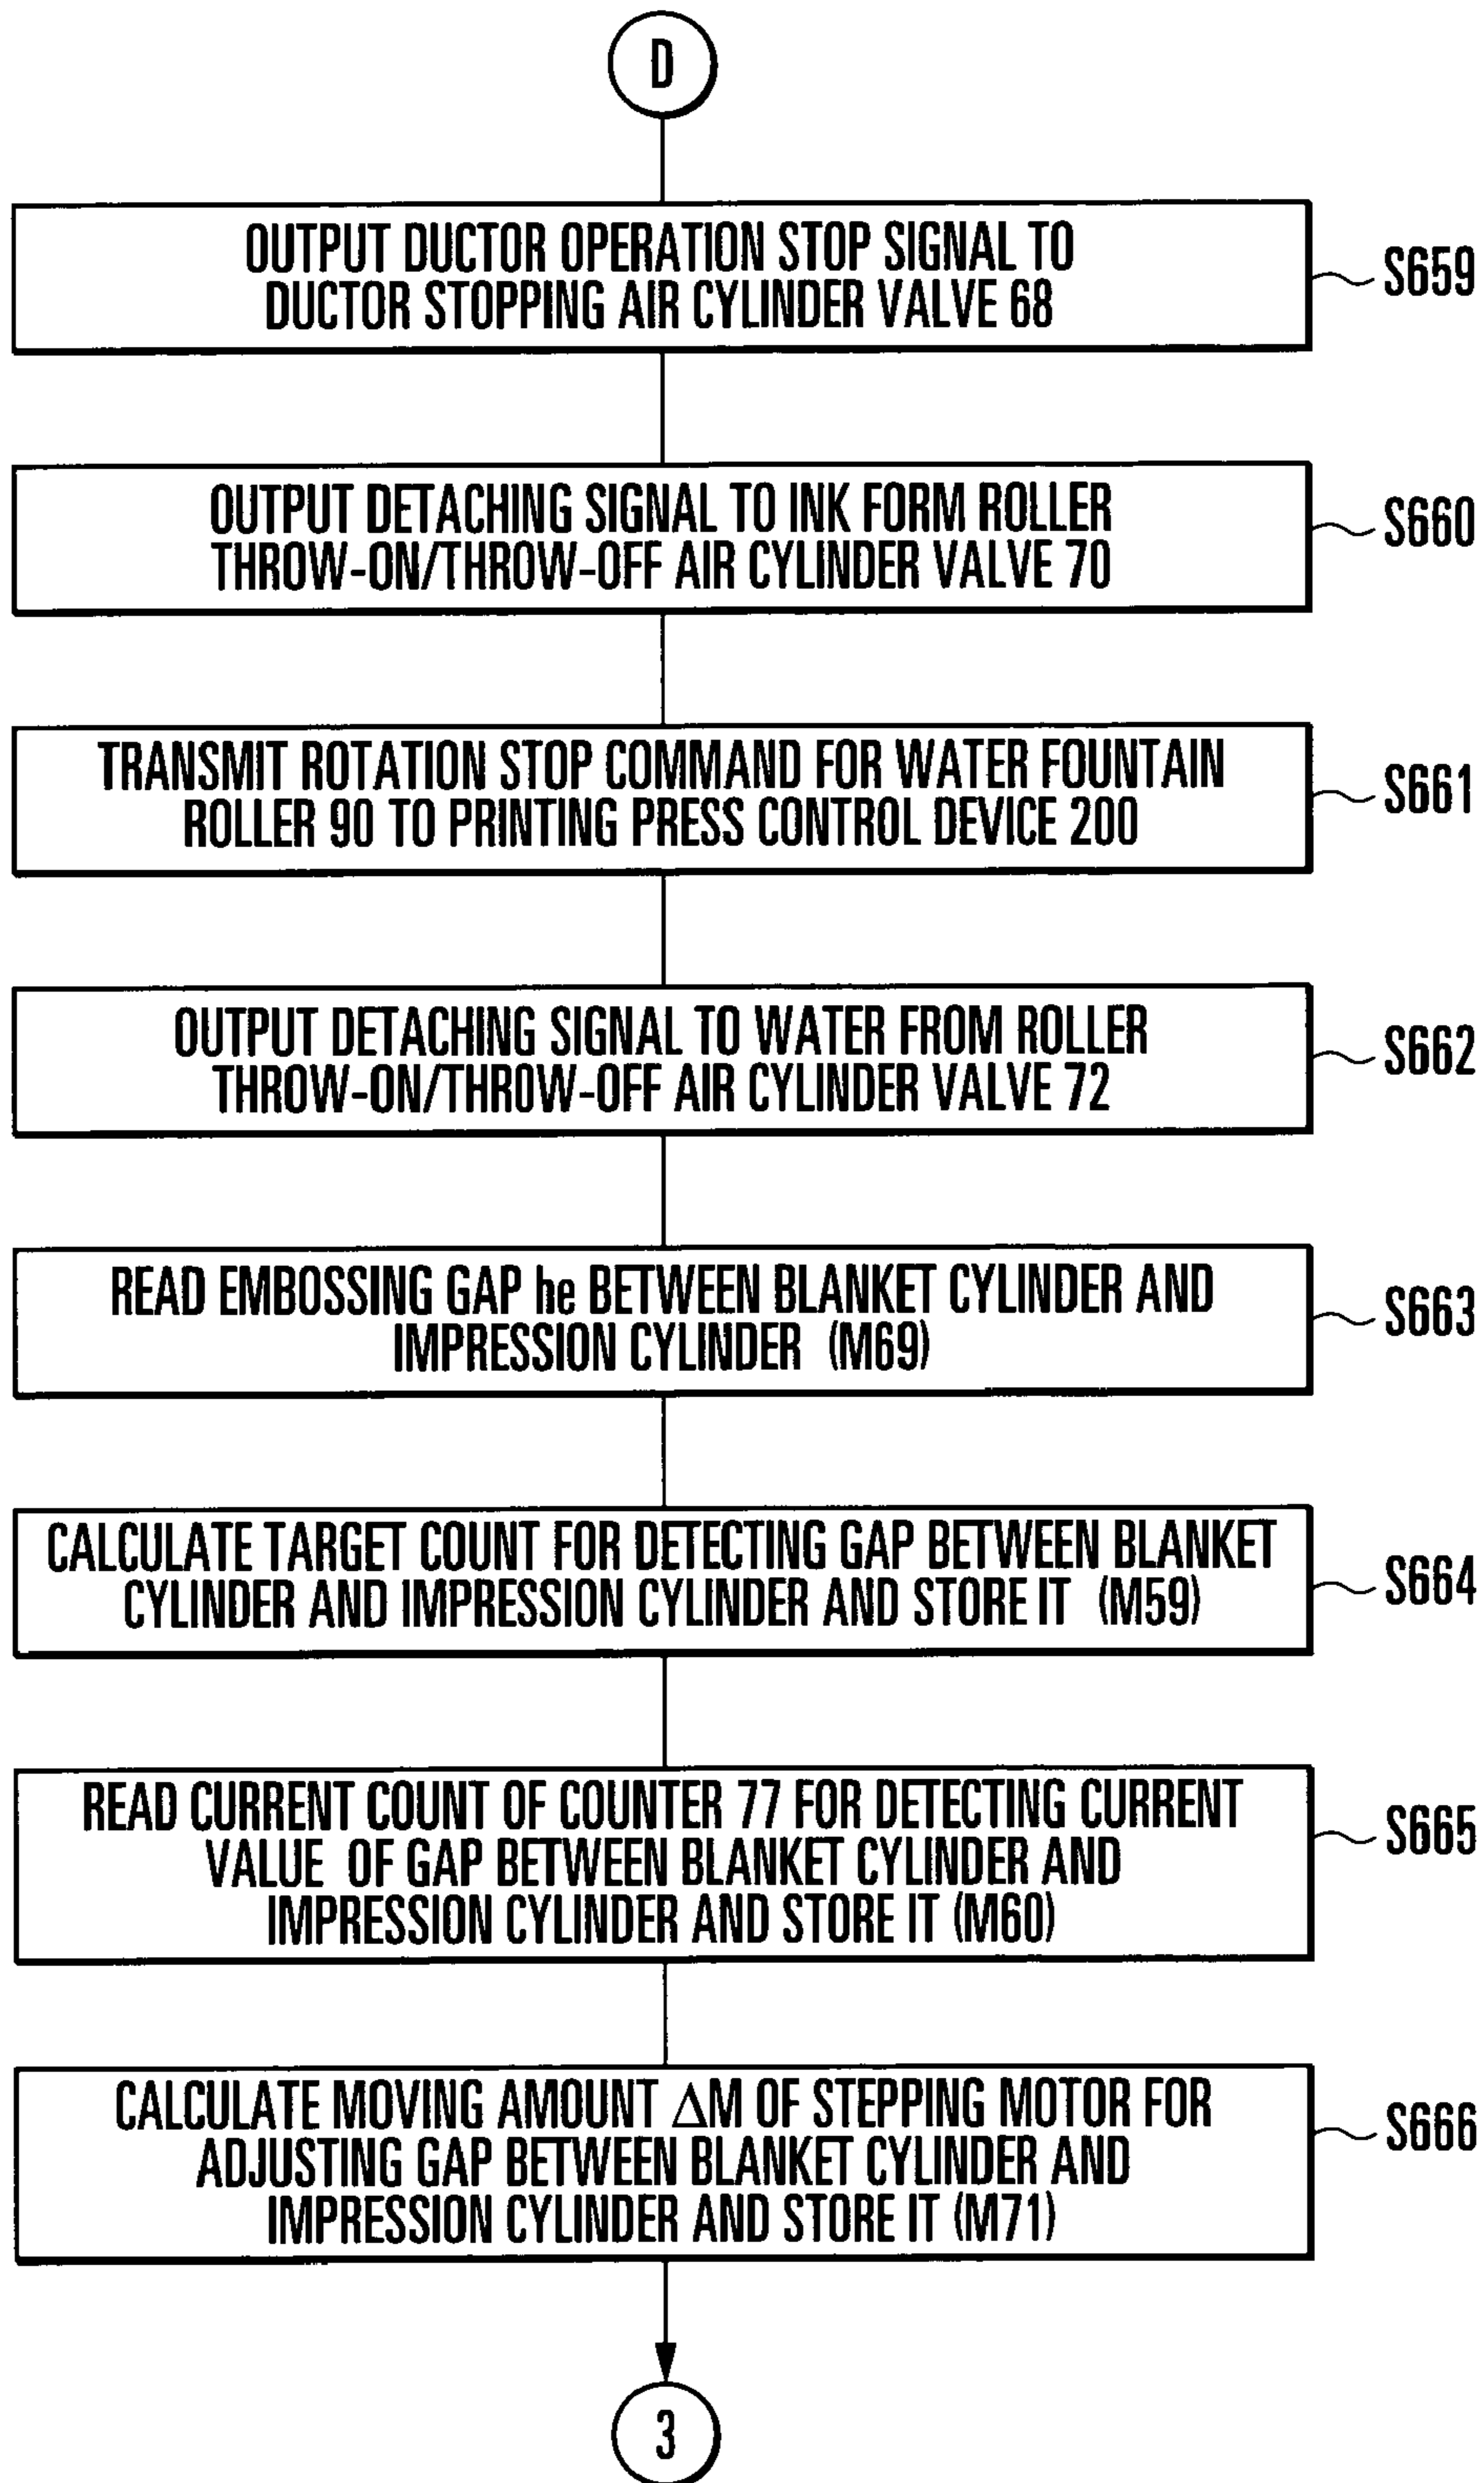 D
OUTPUT DUCTOR OPERATION STOP SIGNAL TO
DUCTOR STOPPING AIR CYLINDER VALVE 68
S659
OUTPUT DETACHING SIGNAL TO INK FORM ROLLER
THROW-ON/THROW-OFF AIR CYLINDER VALVE 70
S660
TRANSMIT ROTATION STOP COMMAND FOR WATER FOUNTAIN
ROLLER 90 TO PRINTING PRESS CONTROL DEVICE 200
S661
OUTPUT DETACHING SIGNAL TO WATER FROM ROLLER
THROW-ON/THROW-OFF AIR CYLINDER VALVE 72
S662
READ EMBOSSING GAP he BETWEEN BLANKET CYLINDER AND
IMPRESSION CYLINDER (M69)
S663
CALCULATE TARGET COUNT FOR DETECTING GAP BETWEEN BLANKET
CYLINDER AND IMPRESSION CYLINDER AND STORE IT (M59)
S664
READ CURRENT COUNT OF COUNTER 77 FOR DETECTING CURRENT
VALUE OF GAP BETWEEN BLANKET CYLINDER AND
IMPRESSION CYLINDER AND STORE IT (M60)
S665
CALCULATE MOVING AMOUNT ΔM OF STEPPING MOTOR FOR
ADJUSTING GAP BETWEEN BLANKET CYLINDER AND
IMPRESSION CYLINDER AND STORE IT (M71)
S666
3